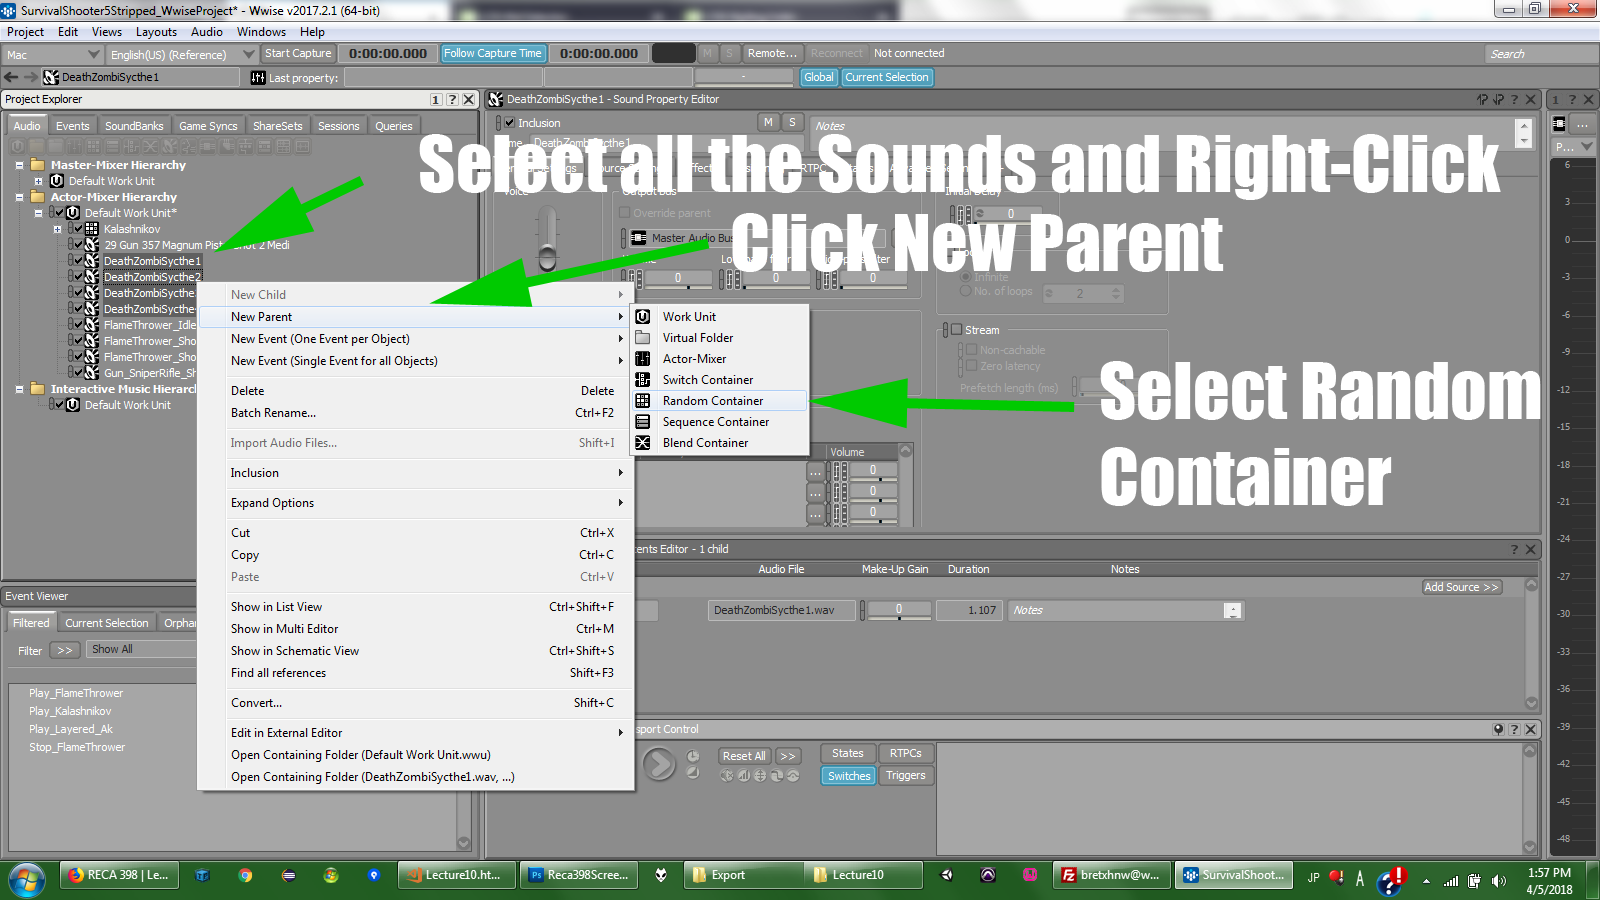 SurvivalShooter5Stripped_WwiseProject* - Wwise v2017.2.1 (64-bit)
Project Edit Views Layouts Audio Windows Help
Mac English(US) (Reference) Start Capture 0:00:00.000 Follow Capture Time 0:00:00.000 M S Remote... Reconnect Not connected Search
DeathZombiSycthe1 Last property: - Global Current Selection
Project Explorer 1 ?
DeathZombiSycthe1 - Sound Property Editor ?
1 ?
Audio Events SoundBanks Game Syncs ShareSets Sessions Queries
Inclusion M S Notes
Select all the Sounds and Right-Click
Click New Parent
Master-Mixer Hierarchy
Default Work Unit
Actor-Mixer Hierarchy
Default Work Unit*
Kalashnikov
29 Gun 357 Magnum Pist
hot 2 Medi
DeathZombiSycthe1
DeathZombiSycthe2
DeathZombiSycthe
DeathZombiSycthe
FlameThrower_Idle
FlameThrower_Sho
FlameThrower_Sho
Gun_SniperRifle_Sh
Interactive Music Hierarc
Default Work Unit
Voice Output Bus Initial Delay
Override parent 0
Master Audio Bus
0 0 0
Infinite
No. of loops 2
Stream
Non-cachable
Zero latency
Prefetch length (ms)
New Child
New Parent
New Event (One Event per Object)
New Event (Single Event for all Objects)
Delete Delete
Batch Rename... Ctrl+F2
Import Audio Files... Shift+I
Inclusion
Expand Options
Cut Ctrl+X
Copy Ctrl+C
Paste Ctrl+V
Show in List View Ctrl+Shift+F
Show in Multi Editor Ctrl+M
Show in Schematic View Ctrl+Shift+S
Find all references Shift+F3
Convert... Shift+C
Edit in External Editor
Open Containing Folder (Default Work Unit.wwu)
Open Containing Folder (DeathZombiSycthe1.wav, ...)
Work Unit
Virtual Folder
Actor-Mixer
Switch Container
Random Container
Sequence Container
Blend Container
Select Random
Container
Volume
0
0
0
P...
6
3
0
-3
-6
-9
-12
-15
-18
-21
-24
-27
-30
-33
-36
-39
-42
-45
-48
ents Editor - 1 child ?
Audio File Make-Up Gain Duration Notes
Add Source >>
DeathZombiSycthe1.wav 0 1.107 Notes
Event Viewer
Filtered Current Selection Orphan
Filter >> Show All
Play_FlameThrower
Play_Kalashnikov
Play_Layered_Ak
Stop_FlameThrower
sport Control ?
Reset All >> States RTPCs
Switches Triggers
RECA 398 | Le... Lecture10.ht... Reca398Scree... Export Lecture10 bretxhnw@w... SurvivalShoot... JP A 1:57 PM
4/5/2018